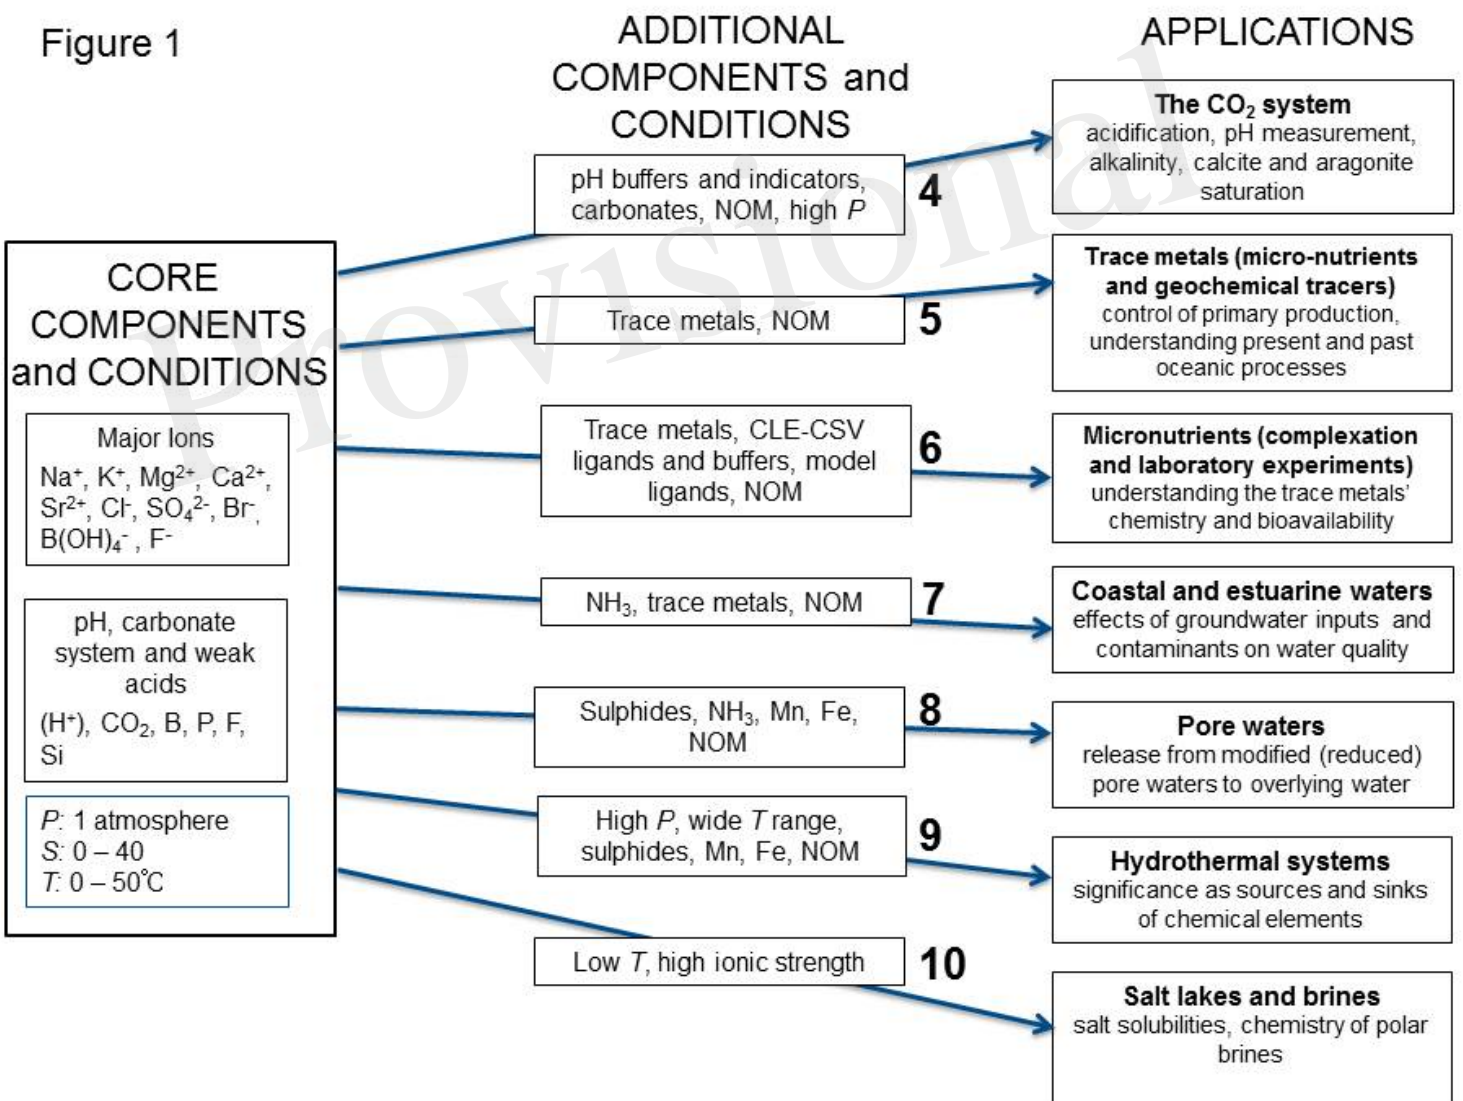 Figure 1
ADDITIONAL
COMPONENTS and
CONDITIONS
APPLICATIONS
CORE
COMPONENTS
and CONDITIONS
Major Ions
Na⁺, K⁺, Mg²⁺, Ca²⁺,
Sr²⁺, Cl⁻, SO₄²⁻, Br⁻,
B(OH)₄⁻ , F⁻
pH, carbonate
system and weak
acids
(H⁺), CO₂, B, P, F,
Si
P: 1 atmosphere
S: 0 – 40
T: 0 – 50°C
pH buffers and indicators,
carbonates, NOM, high P
4
The CO₂ system
acidification, pH measurement,
alkalinity, calcite and aragonite
saturation
Trace metals, NOM
5
Trace metals (micro-nutrients
and geochemical tracers)
control of primary production,
understanding present and past
oceanic processes
Trace metals, CLE-CSV
ligands and buffers, model
ligands, NOM
6
Micronutrients (complexation
and laboratory experiments)
understanding the trace metals’
chemistry and bioavailability
NH₃, trace metals, NOM
7
Coastal and estuarine waters
effects of groundwater inputs and
contaminants on water quality
Sulphides, NH₃, Mn, Fe,
NOM
8
Pore waters
release from modified (reduced)
pore waters to overlying water
High P, wide T range,
sulphides, Mn, Fe, NOM
9
Hydrothermal systems
significance as sources and sinks
of chemical elements
Low T, high ionic strength
10
Salt lakes and brines
salt solubilities, chemistry of polar
brines
Provisional